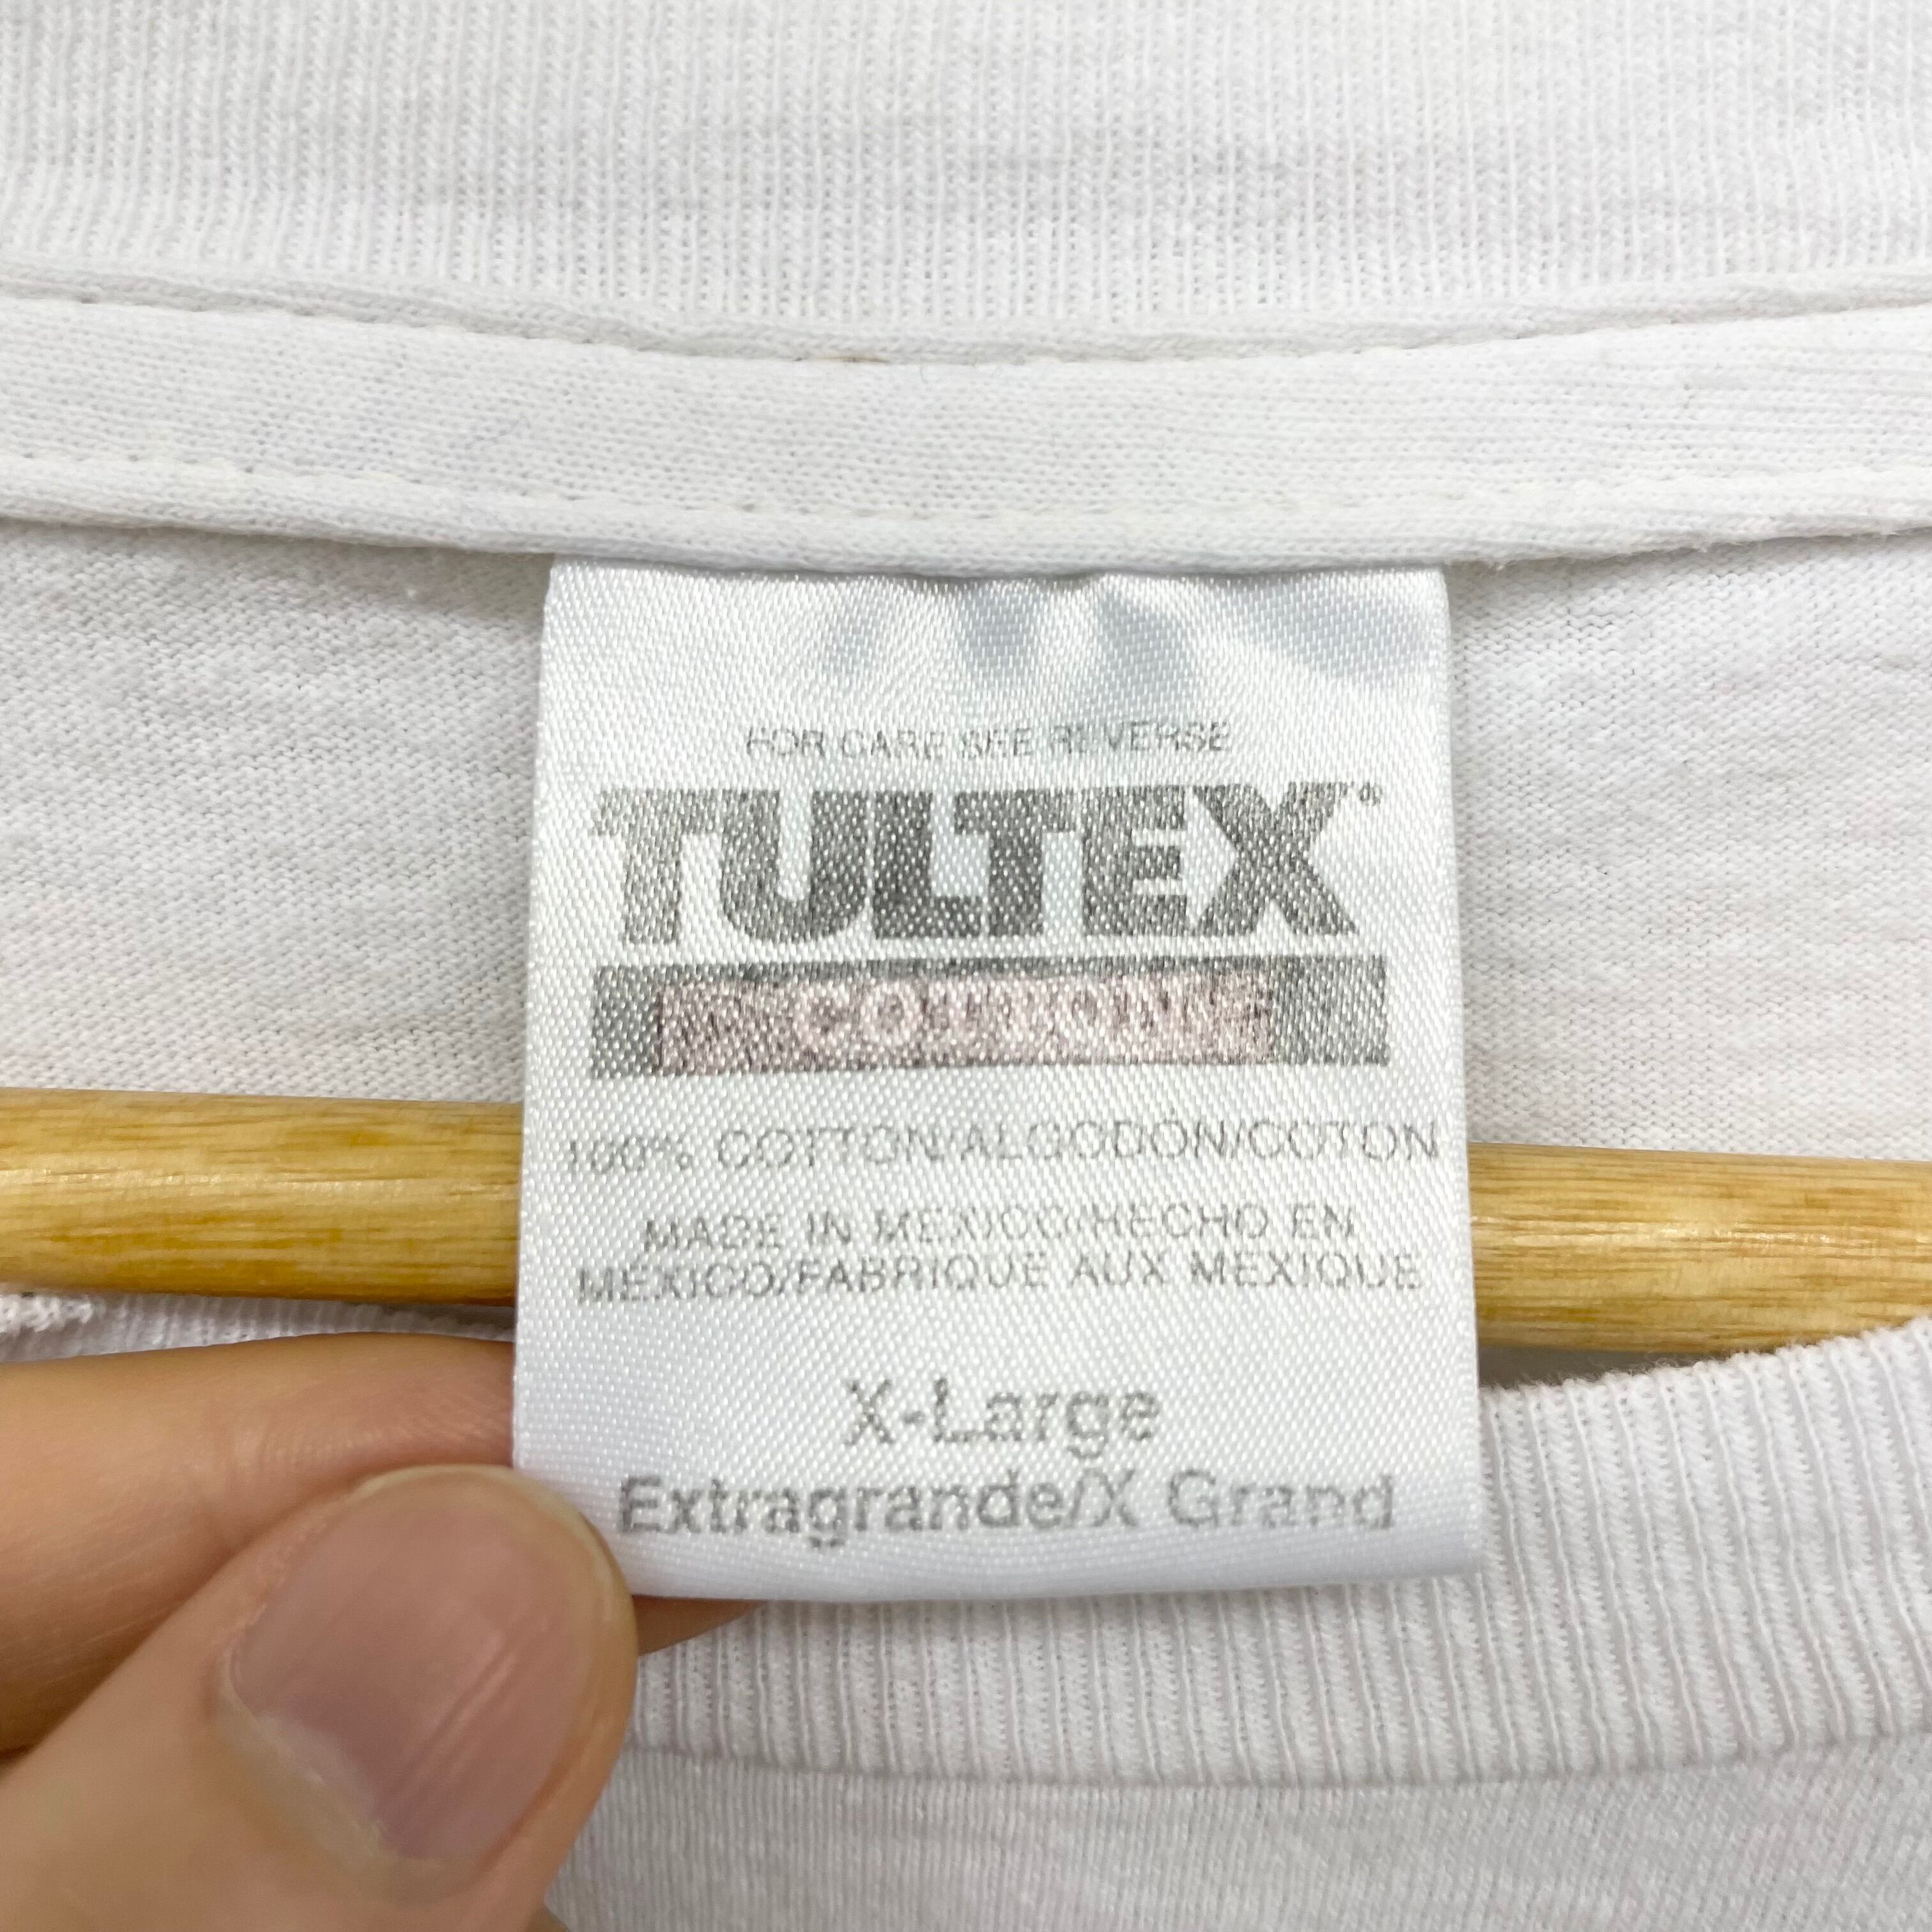 FOR CARE SEE REVERSE
TULTEX®
100% COTTON/ALGODÓN/COTON
MADE IN MEXICO/HECHO EN
MEXICO/FABRIQUE AUX MEXIQUE
X-Large
Extragrande/X Grand